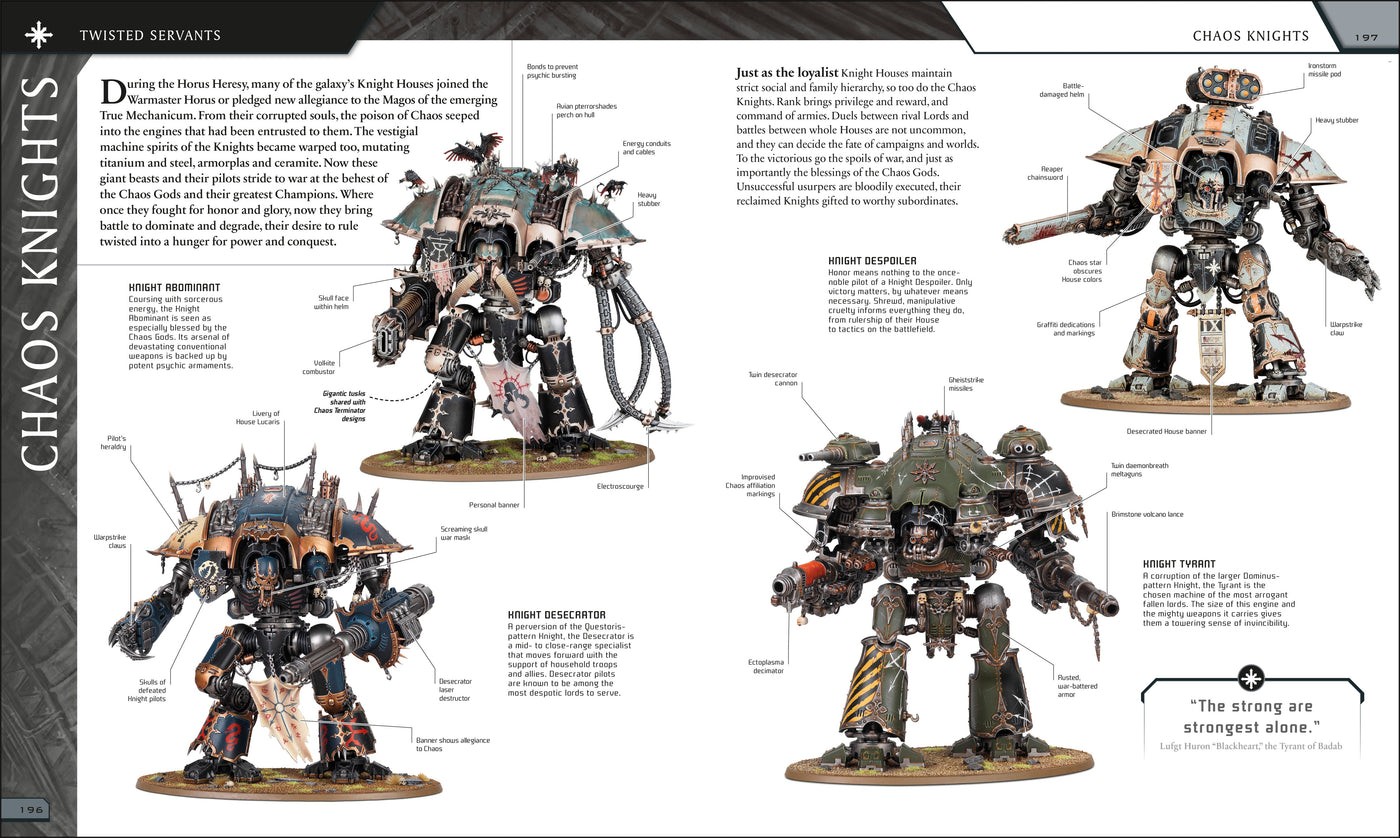 TWISTED SERVANTS
CHAOS KNIGHTS
197
CHAOS KNIGHTS
During the Horus Heresy, many of the galaxy's Knight Houses joined the
Warmaster Horus or pledged new allegiance to the Magos of the emerging
True Mechanicum. From their corrupted souls, the poison of Chaos seeped
into the engines that had been entrusted to them. The vestigial
machine spirits of the Knights became warped too, mutating
titanium and steel, armorplas and ceramite. Now these
giant beasts and their pilots stride to war at the behest of
the Chaos Gods and their greatest Champions. Where
once they fought for honor and glory, now they bring
battle to dominate and degrade, their desire to rule
twisted into a hunger for power and conquest.
KNIGHT ABOMINANT
Coursing with sorcerous
energy, the Knight
Abominant is seen as
especially blessed by the
Chaos Gods. Its arsenal of
devastating conventional
weapons is backed up by
potent psychic armaments.
Bonds to prevent
psychic bursting
Avian pterrorshades
perch on hull
Energy conduits
and cables
Heavy
stubber
Skull face
within helm
Volkite
combustor
Gigantic tusks
shared with
Chaos Terminator
designs
Personal banner
Electroscourge
Livery of
House Lucaris
Pilot's
heraldry
Warpstrike
claws
Screaming skull
war mask
Skulls of
defeated
Knight pilots
Desecrator
laser
destructor
Banner shows allegiance
to Chaos
KNIGHT DESECRATOR
A perversion of the Questoris-
pattern Knight, the Desecrator is
a mid- to close-range specialist
that moves forward with the
support of household troops
and allies. Desecrator pilots
are known to be among the
most despotic lords to serve.
196
Just as the loyalist Knight Houses maintain
strict social and family hierarchy, so too do the Chaos
Knights. Rank brings privilege and reward, and
command of armies. Duels between rival Lords and
battles between whole Houses are not uncommon,
and they can decide the fate of campaigns and worlds.
To the victorious go the spoils of war, and just as
importantly the blessings of the Chaos Gods.
Unsuccessful usurpers are bloodily executed, their
reclaimed Knights gifted to worthy subordinates.
KNIGHT DESPOILER
Honor means nothing to the once-
noble pilot of a Knight Despoiler. Only
victory matters, by whatever means
necessary. Shrewd, manipulative
cruelty informs everything they do,
from rulership of their House
to tactics on the battlefield.
Battle-
damaged helm
Ironstorm
missile pod
Heavy stubber
Reaper
chainsword
Chaos star
obscures
House colors
Graffiti dedications
and markings
Warpstrike
claw
IX
Desecrated House banner
Twin desecrator
cannon
Gheiststrike
missiles
Improvised
Chaos affiliation
markings
Twin daemonbreath
meltaguns
Brimstone volcano lance
Ectoplasma
decimator
Rusted,
war-battered
armor
KNIGHT TYRANT
A corruption of the larger Dominus-
pattern Knight, the Tyrant is the
chosen machine of the most arrogant
fallen lords. The size of this engine and
the mighty weapons it carries gives
them a towering sense of invincibility.
"The strong are
strongest alone."
Lufgt Huron "Blackheart," the Tyrant of Badab